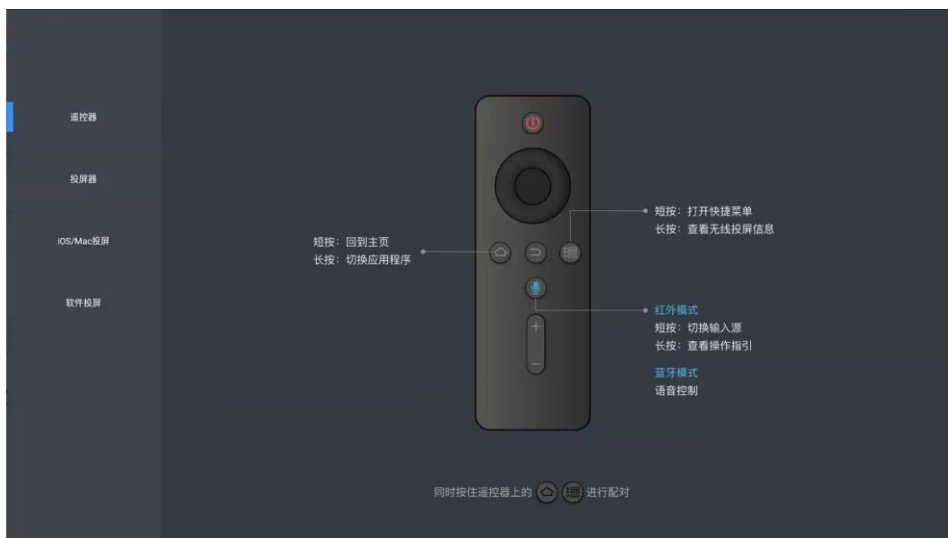 遥控器
投屏器
iOS/Mac投屏
软件投屏
短按：回到主页
长按：切换应用程序
短按：打开快捷菜单
长按：查看无线投屏信息
红外模式
短按：切换输入源
长按：查看操作指引
蓝牙模式
语音控制
+
−
同时按住遥控器上的 进行配对